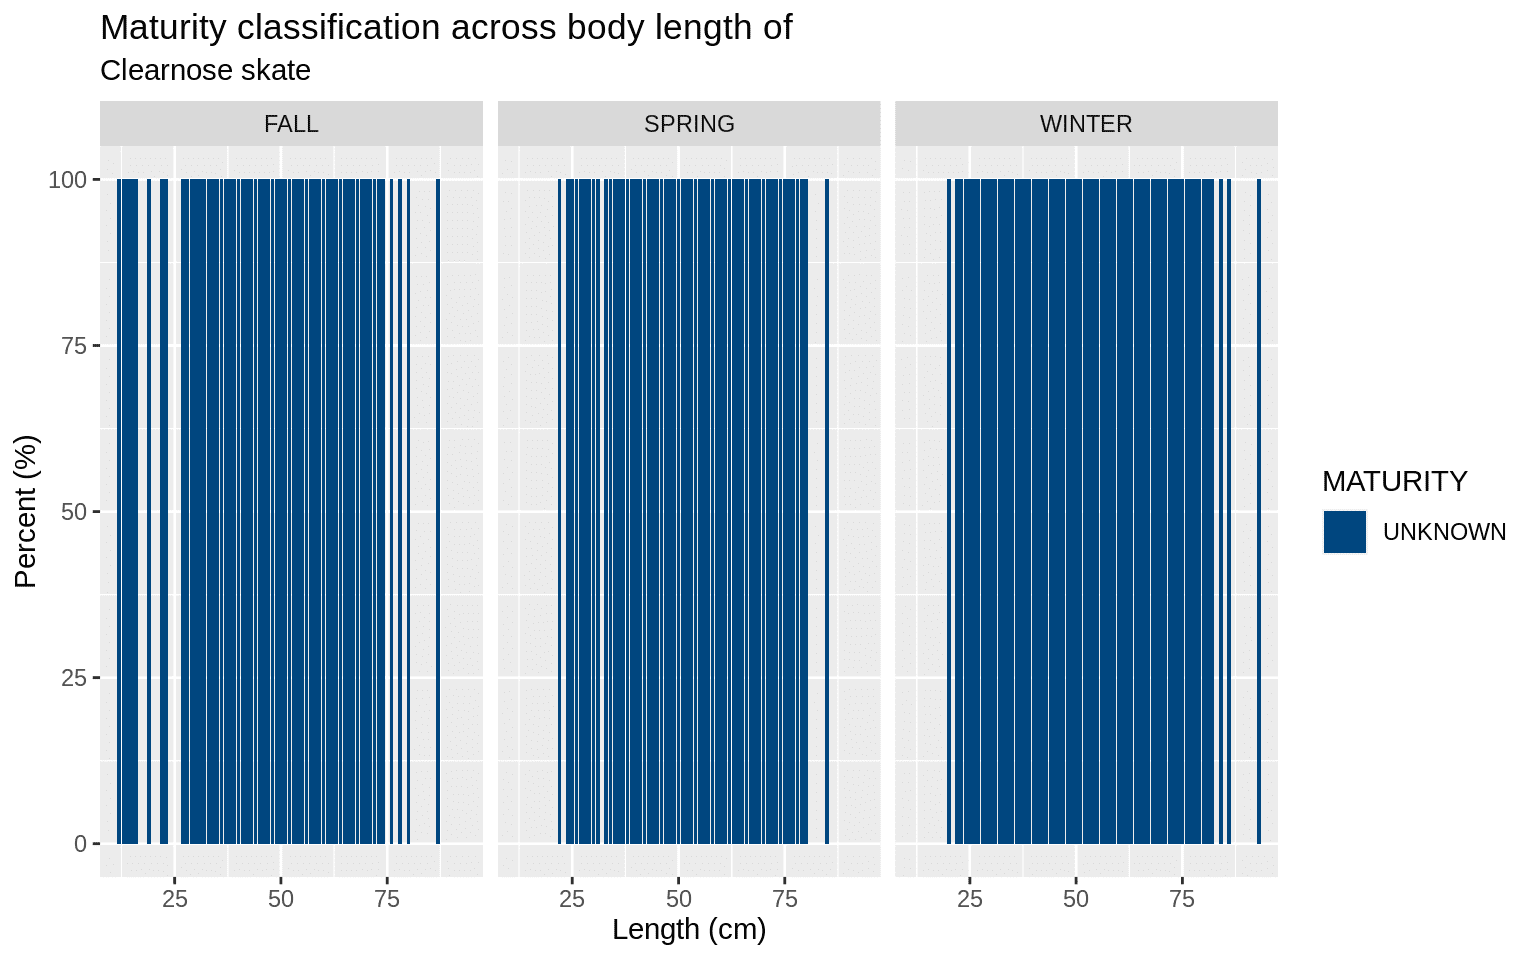 Maturity classification across body length of
Clearnose skate
FALL
SPRING
WINTER
100
75
50
25
0
Percent (%)
25 50 75
25 50 75
25 50 75
Length (cm)
MATURITY
UNKNOWN